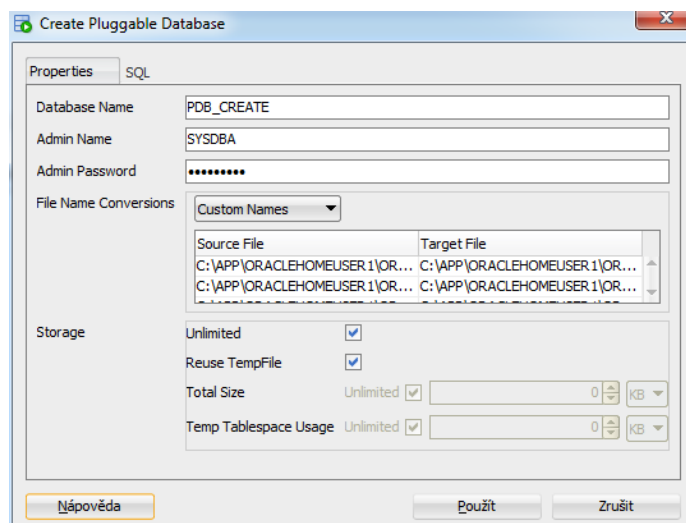 Create Pluggable Database
Properties SQL
Database Name PDB_CREATE
Admin Name SYSDBA
Admin Password •••••••••
File Name Conversions Custom Names
Source File Target File
C:\APP\ORACLEHOMEUSER1\OR... C:\APP\ORACLEHOMEUSER1\OR...
C:\APP\ORACLEHOMEUSER1\OR... C:\APP\ORACLEHOMEUSER1\OR...
Storage Unlimited
Reuse TempFile
Total Size Unlimited 0 KB
Temp Tablespace Usage Unlimited 0 KB
Nápověda Použít Zrušit